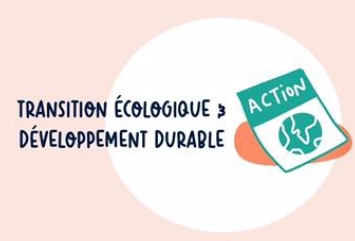 TRANSITION ÉCOLOGIQUE &
DÉVELOPPEMENT DURABLE
ACTION